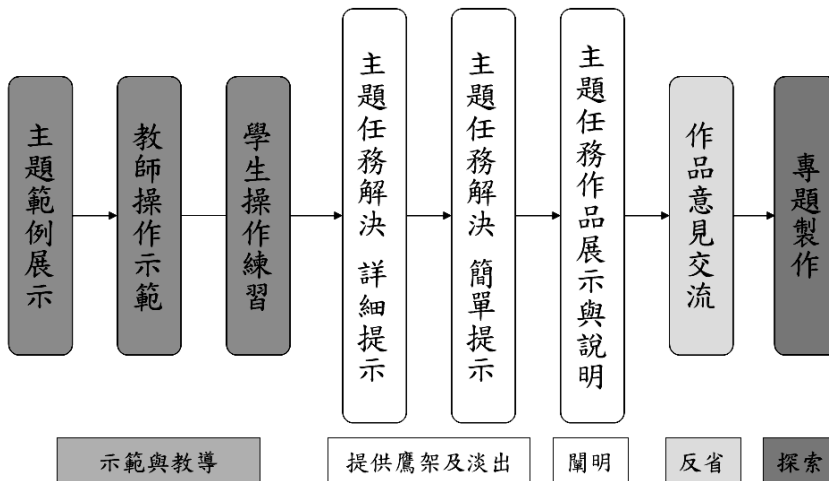 主題範例展示
教師操作示範
學生操作練習
主題任務解決 詳細提示
主題任務解決 簡單提示
主題任務作品展示與說明
作品意見交流
專題製作
示範與教導
提供鷹架及淡出
闡明
反省
探索